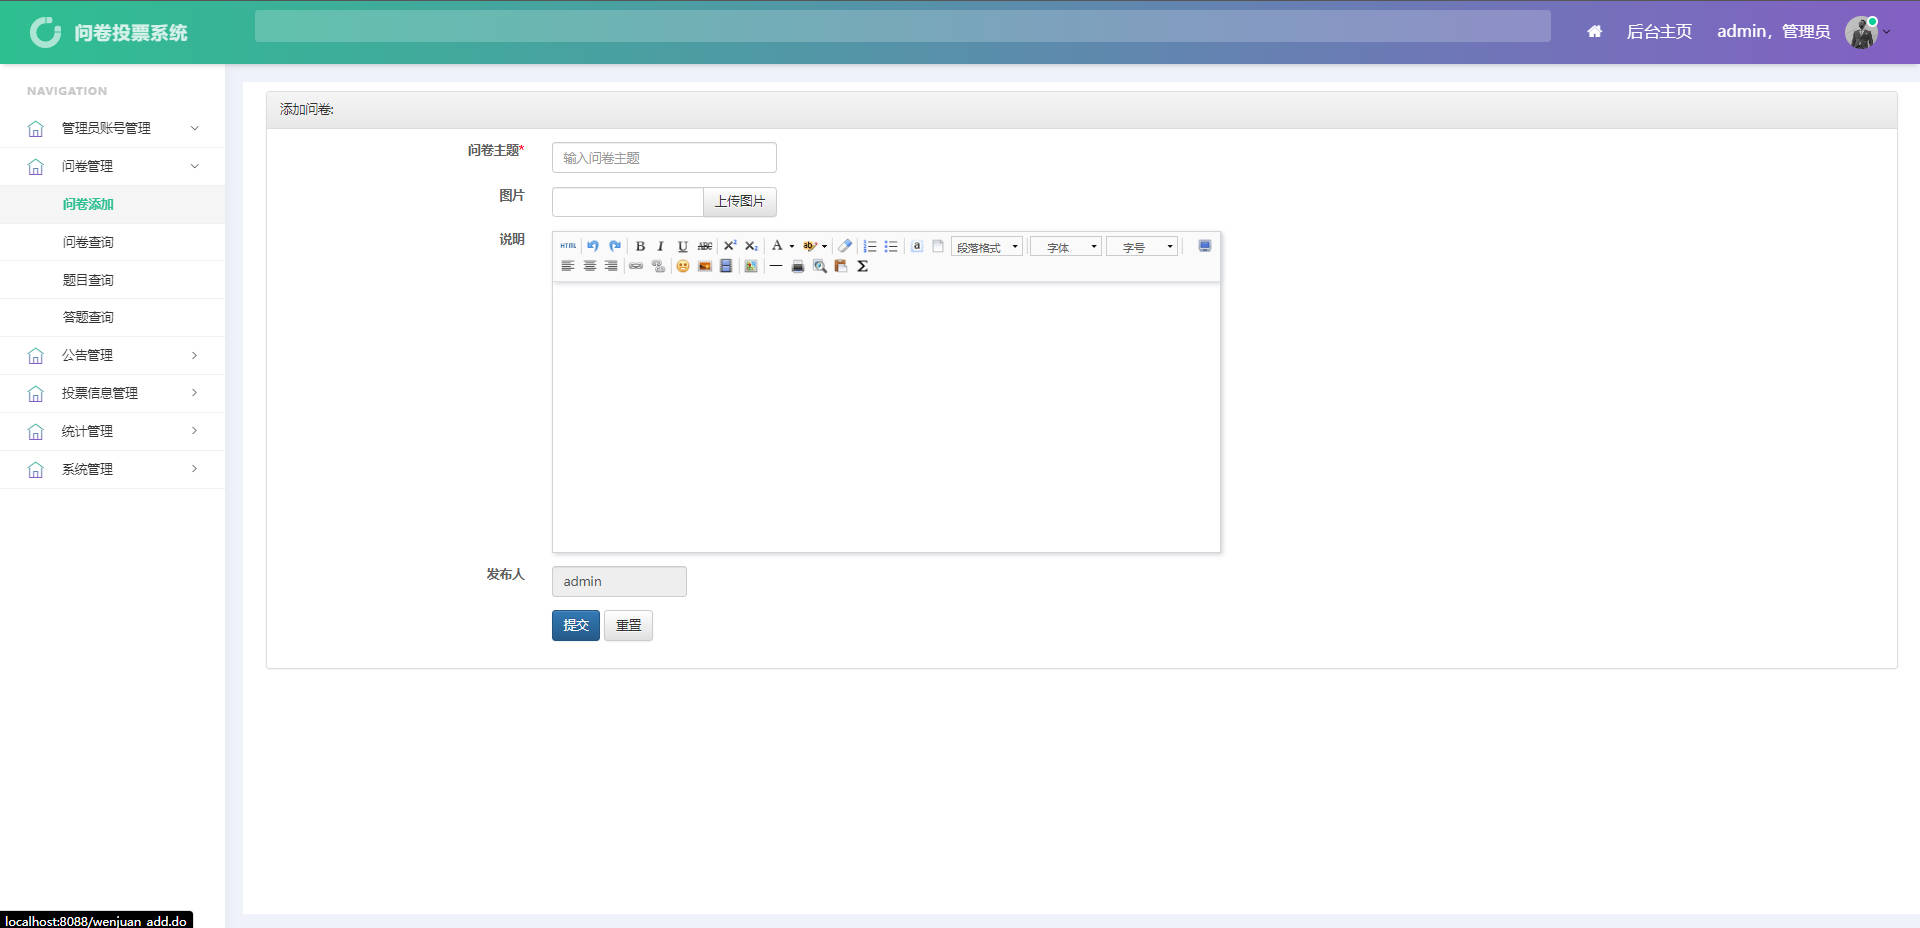 问卷投票系统
后台主页
admin，管理员
NAVIGATION
管理员账号管理
问卷管理
问卷添加
问卷查询
题目查询
答题查询
公告管理
投票信息管理
统计管理
系统管理
添加问卷:
问卷主题*
输入问卷主题
图片
上传图片
说明
HTML B I U ABC X² X₂ A ab a 段落格式 字体 字号
Σ
发布人
admin
提交 重置
localhost:8088/wenjuan_add.do